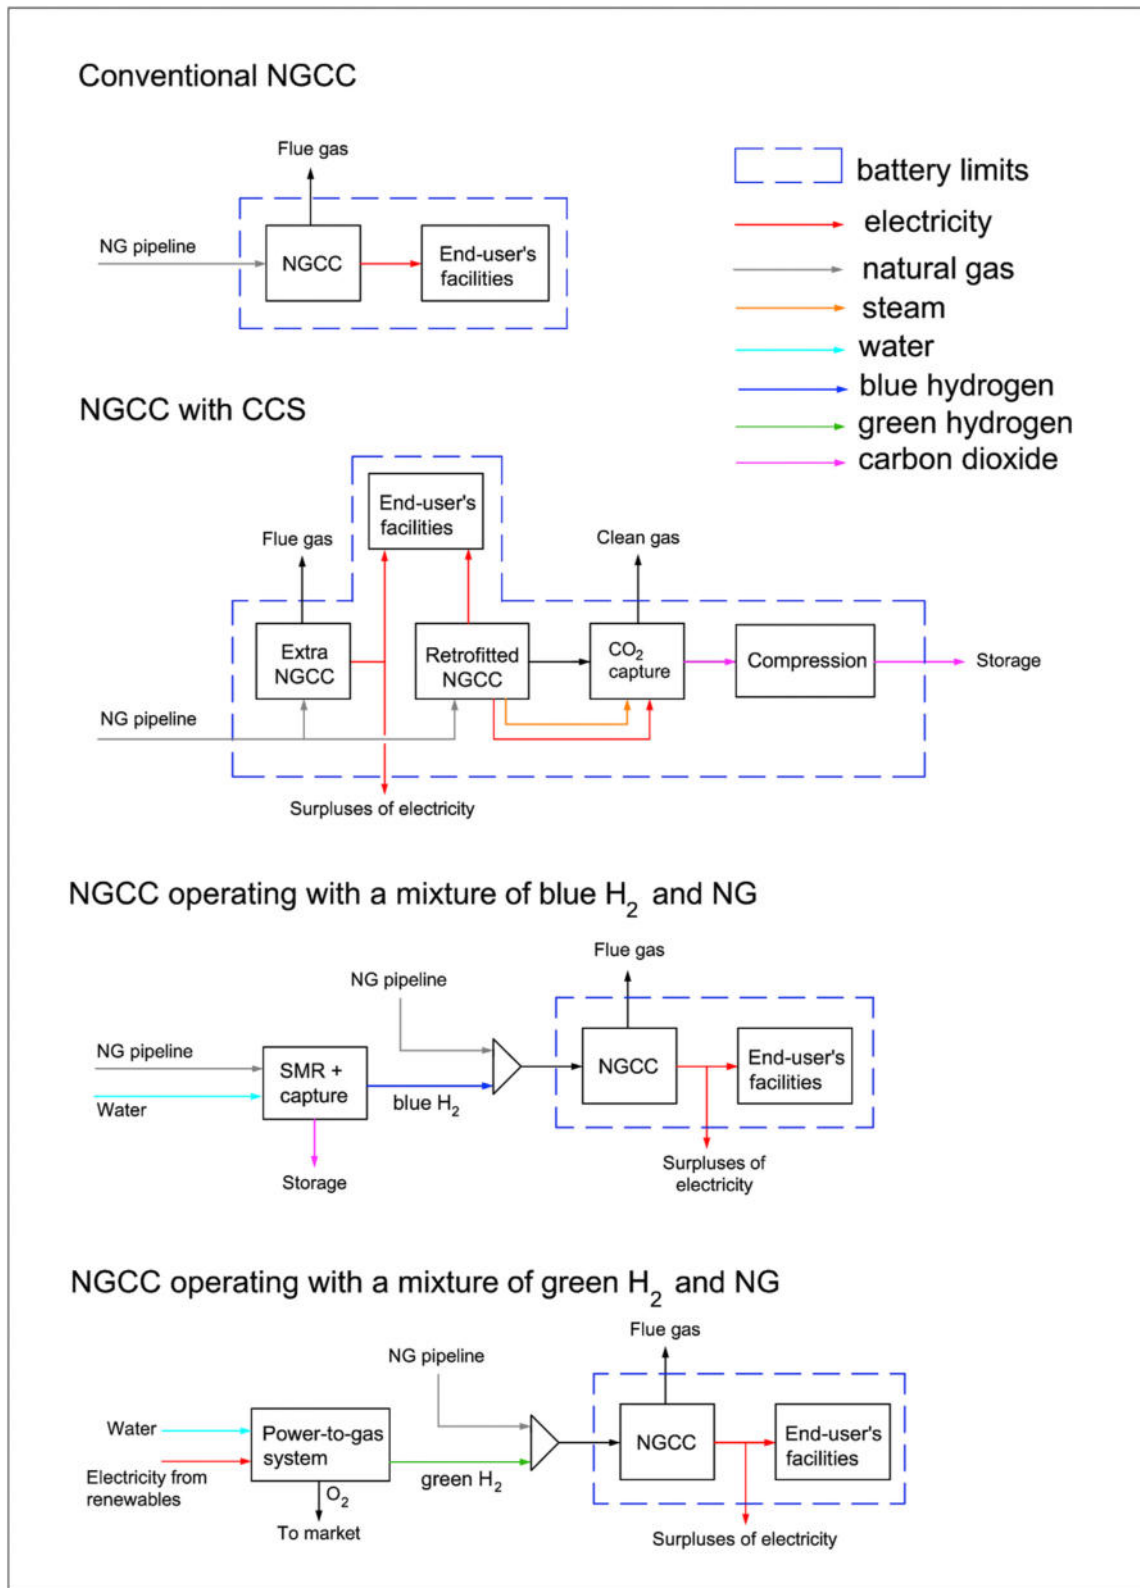 Conventional NGCC
Flue gas
NG pipeline
NGCC
End-user's
facilities
battery limits
electricity
natural gas
steam
water
blue hydrogen
green hydrogen
carbon dioxide
NGCC with CCS
End-user's
facilities
Flue gas
Clean gas
Extra
NGCC
Retrofitted
NGCC
CO2
capture
Compression
Storage
NG pipeline
Surpluses of electricity
NGCC operating with a mixture of blue H2 and NG
Flue gas
NG pipeline
NG pipeline
Water
SMR +
capture
blue H2
NGCC
End-user's
facilities
Storage
Surpluses of
electricity
NGCC operating with a mixture of green H2 and NG
Flue gas
NG pipeline
Water
Electricity from
renewables
Power-to-gas
system
green H2
NGCC
End-user's
facilities
O2
To market
Surpluses of electricity